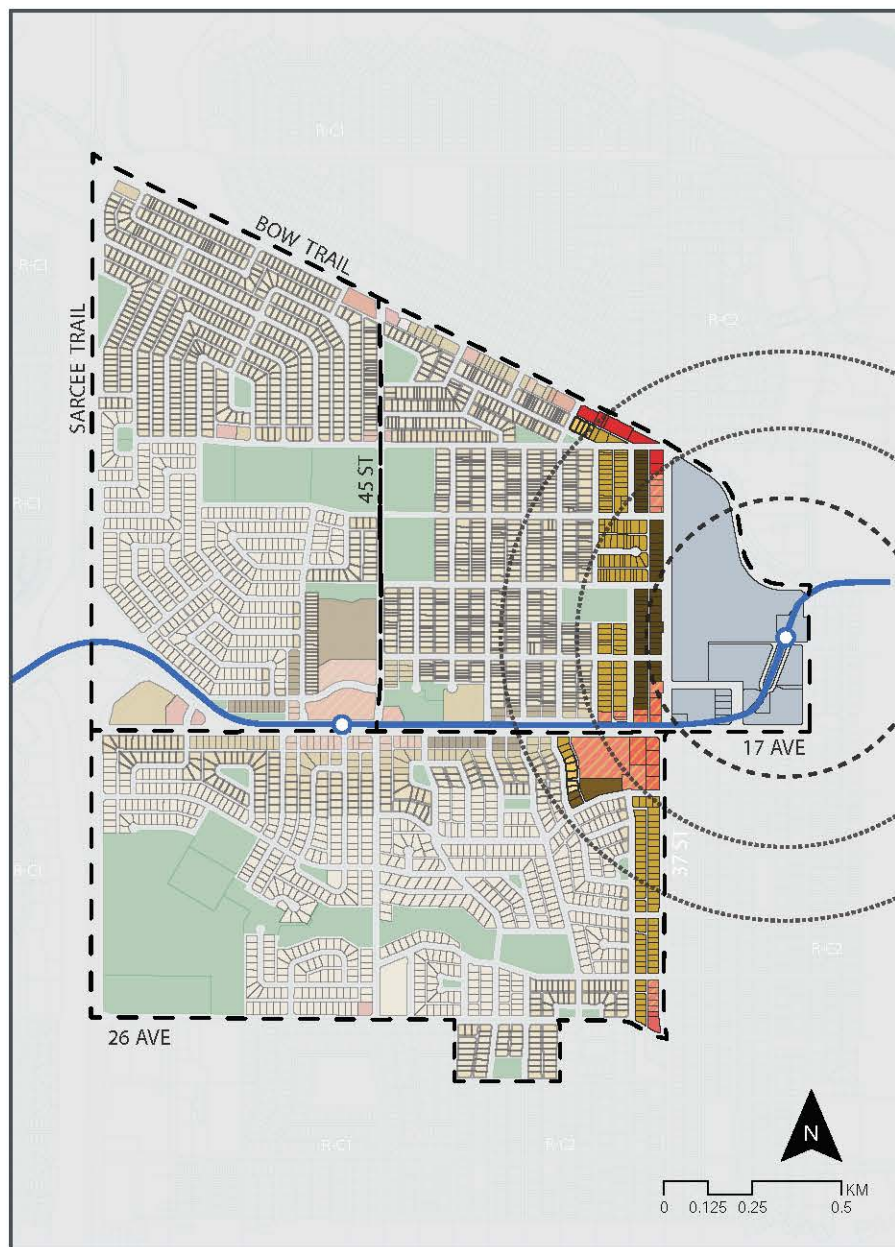 R-C1
BOW TRAIL
R-C1
R-C2
SARCEE TRAIL
45 ST
R-C1
17 AVE
37 ST
R-C1
R-C2
26 AVE
R-C1
R-C2
N
KM
0 0.125 0.25 0.5